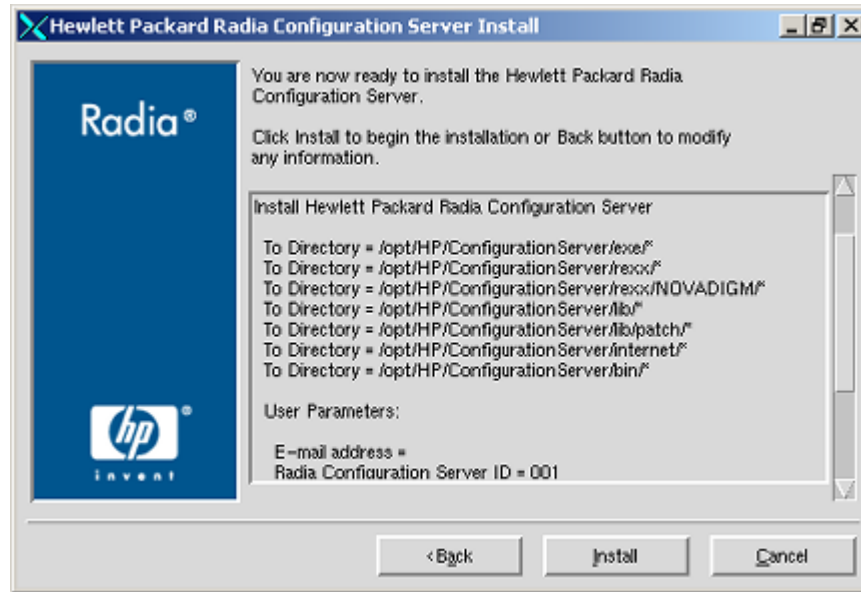 Hewlett Packard Radia Configuration Server Install
Radia®
You are now ready to install the Hewlett Packard Radia
Configuration Server.
Click Install to begin the installation or Back button to modify
any information.
Install Hewlett Packard Radia Configuration Server
To Directory = /opt/HP/ConfigurationServer/exe/*
To Directory = /opt/HP/ConfigurationServer/rexx/*
To Directory = /opt/HP/ConfigurationServer/rexx/NOVADIGM/*
To Directory = /opt/HP/ConfigurationServer/lib/*
To Directory = /opt/HP/ConfigurationServer/lib/patch/*
To Directory = /opt/HP/ConfigurationServer/internet/*
To Directory = /opt/HP/ConfigurationServer/bin/*
User Parameters:
E-mail address =
Radia Configuration Server ID = 001
hp®
invent
<Back
Install
Cancel